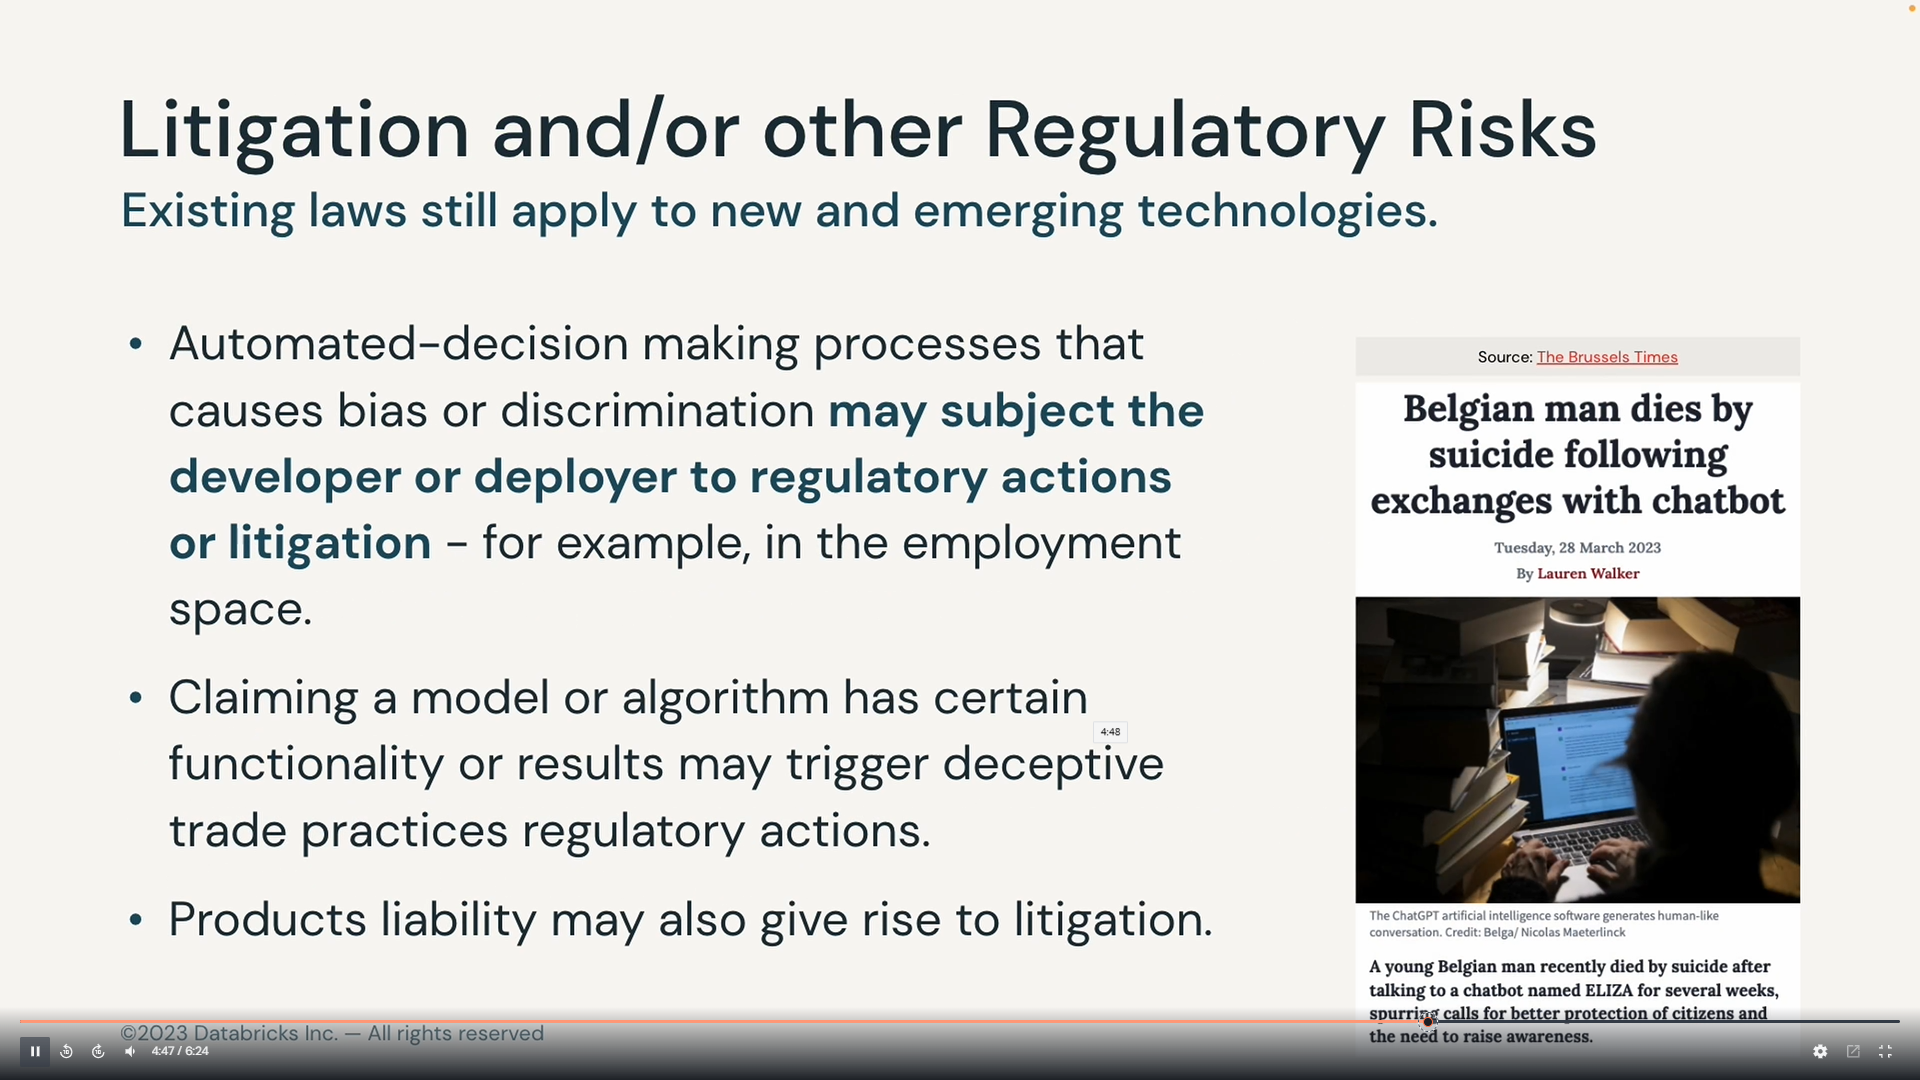 Litigation and/or other Regulatory Risks
Existing laws still apply to new and emerging technologies.
• Automated-decision making processes that
causes bias or discrimination may subject the
developer or deployer to regulatory actions
or litigation - for example, in the employment
space.
• Claiming a model or algorithm has certain
functionality or results may trigger deceptive
trade practices regulatory actions.
• Products liability may also give rise to litigation.
4:48
Source: The Brussels Times
Belgian man dies by
suicide following
exchanges with chatbot
Tuesday, 28 March 2023
By Lauren Walker
The ChatGPT artificial intelligence software generates human-like
conversation. Credit: Belga/ Nicolas Maeterlinck
A young Belgian man recently died by suicide after
talking to a chatbot named ELIZA for several weeks,
spurring calls for better protection of citizens and
the need to raise awareness.
©2023 Databricks Inc. — All rights reserved
4:47 / 6:24